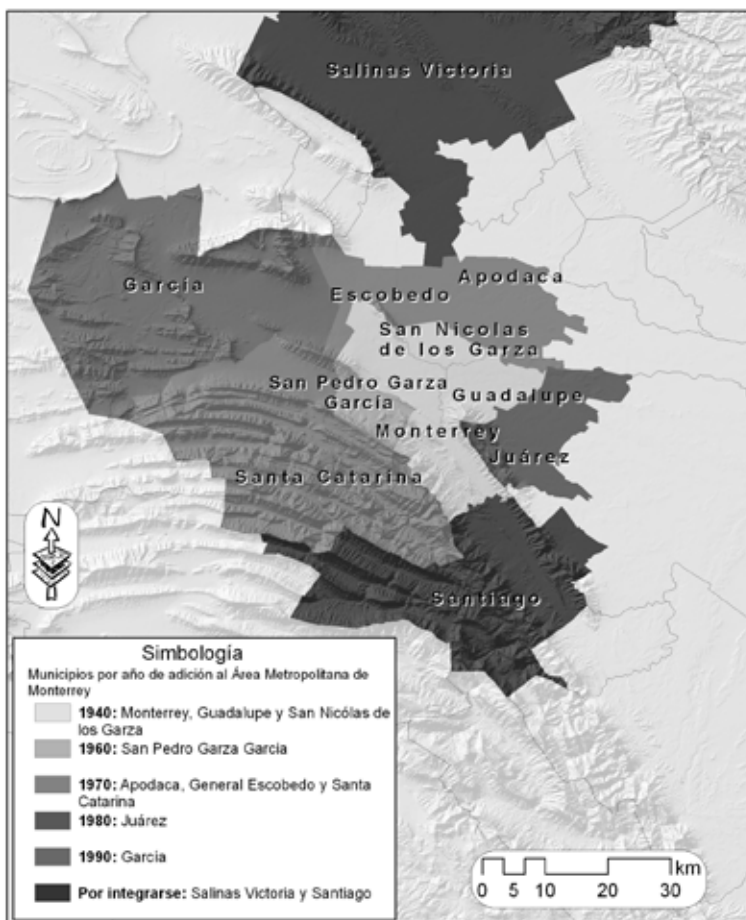 Salinas Victoria
García
Escobedo
Apodaca
San Nicolas
de los Garza
San Pedro Garza
García
Guadalupe
Monterrey
Juárez
Santa Catarina
N
Santiago
Simbología
Municipios por año de adición al Área Metropolitana de
Monterrey
1940: Monterrey, Guadalupe y San Nicólas de
los Garza
1960: San Pedro Garza García
1970: Apodaca, General Escobedo y Santa
Catarina
1980: Juárez
1990: García
Por integrarse: Salinas Victoria y Santiago
km
0 5 10 20 30